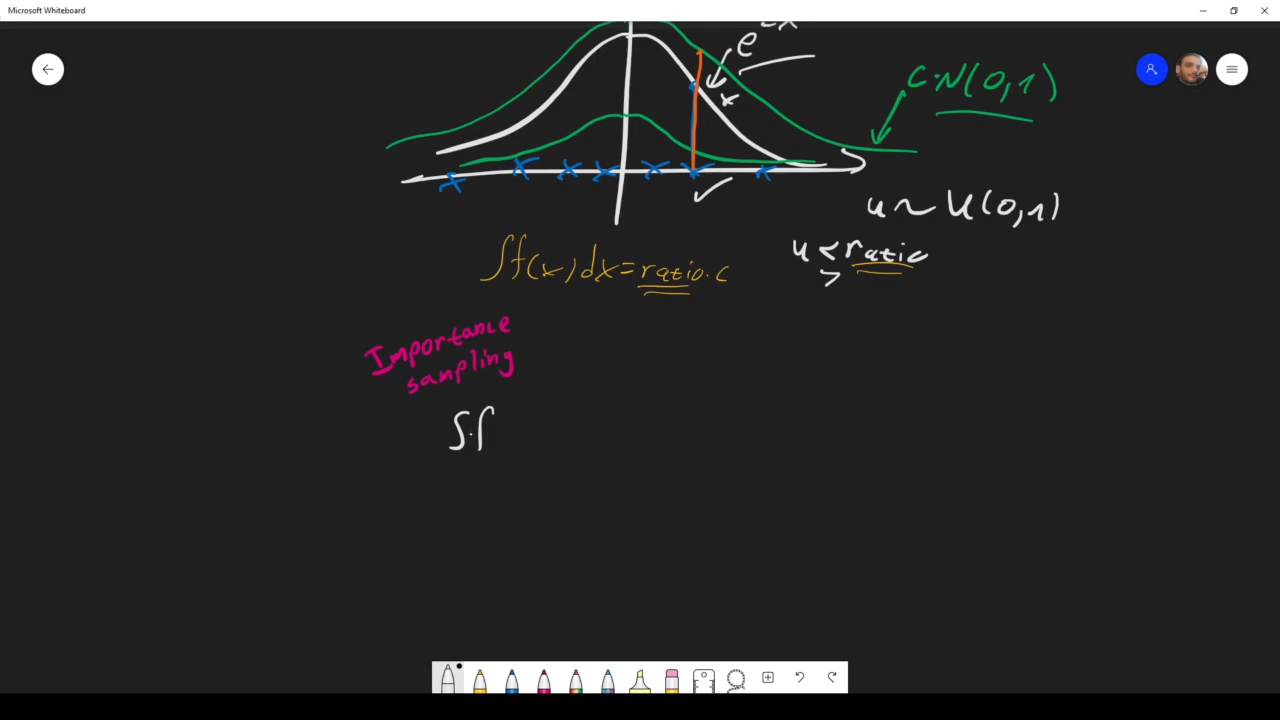 Microsoft Whiteboard
C·N(0,1)
x
u ~ U(0,1)
u < ratio
>
∫f(x)dx = ratio·c
Importance
sampling
∫f